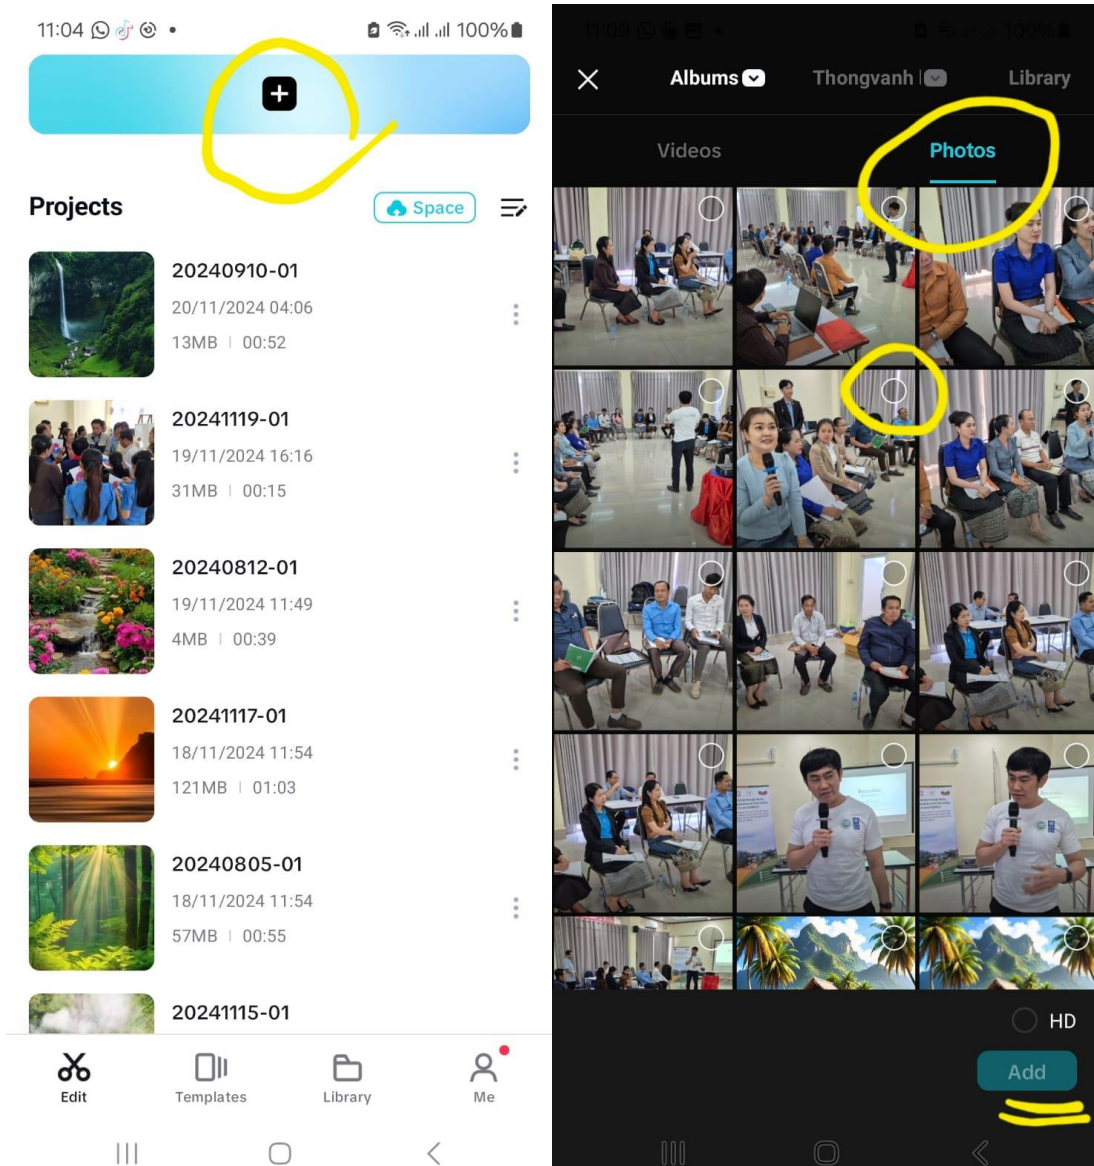 11:04
100%
Projects
Space
20240910-01
20/11/2024 04:06
13MB | 00:52
20241119-01
19/11/2024 16:16
31MB | 00:15
20240812-01
19/11/2024 11:49
4MB | 00:39
20241117-01
18/11/2024 11:54
121MB | 01:03
20240805-01
18/11/2024 11:54
57MB | 00:55
20241115-01
Edit
Templates
Library
Me
11:09
100%
Albums
Thongvanh
Library
Videos
Photos
HD
Add